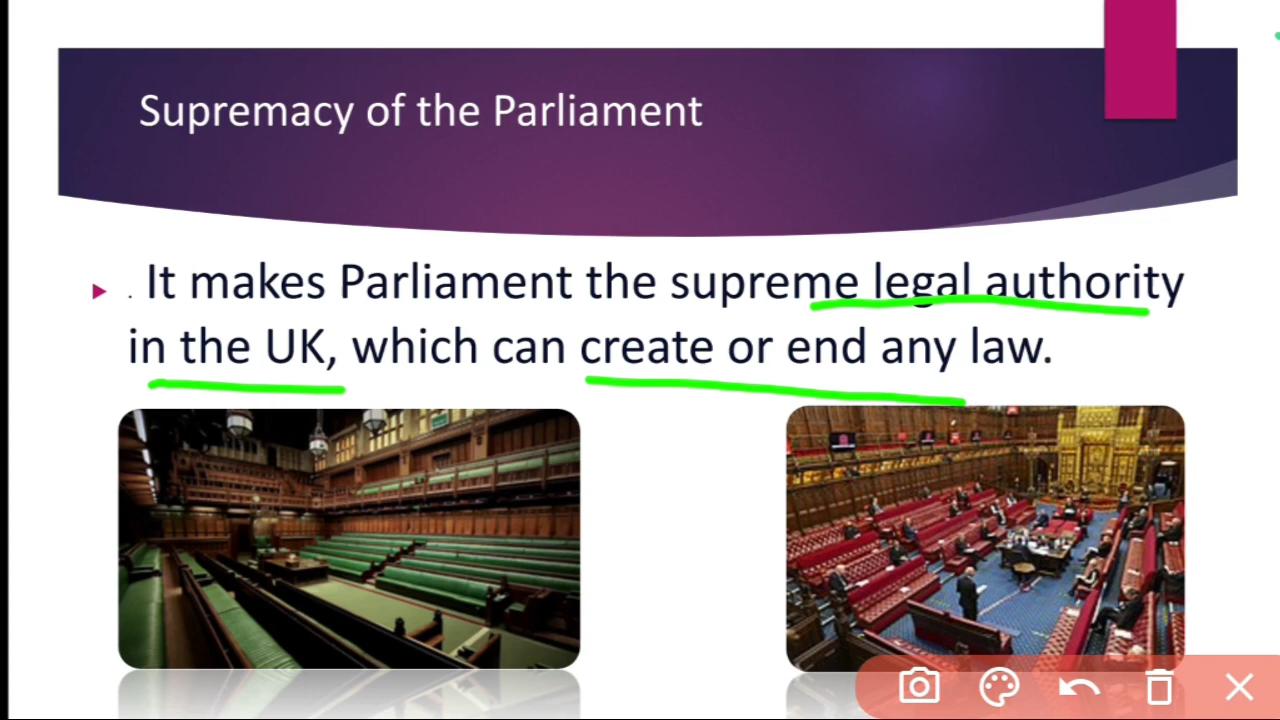 Supremacy of the Parliament
. It makes Parliament the supreme legal authority
in the UK, which can create or end any law.